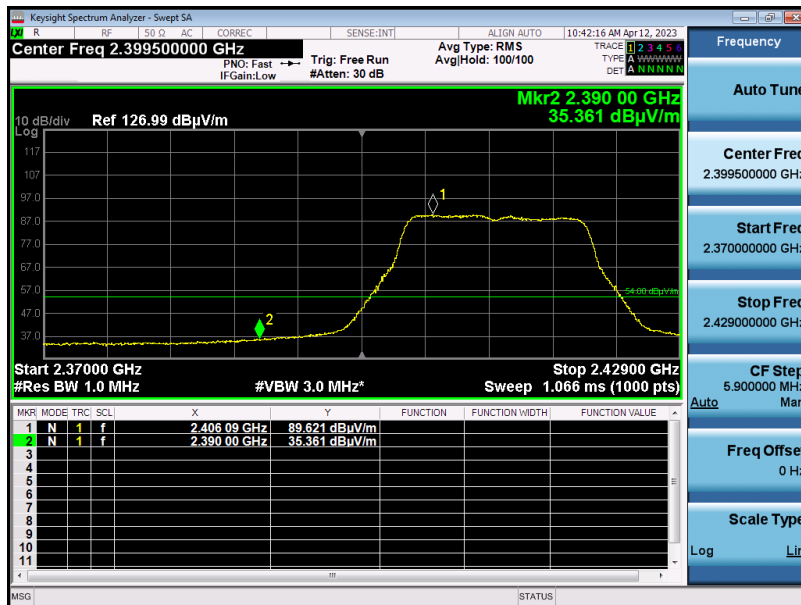 Keysight Spectrum Analyzer - Swept SA
LXI R RF 50 Ω AC CORREC SENSE:INT ALIGN AUTO 10:42:16 AM Apr 12, 2023
Center Freq 2.399500000 GHz
PNO: Fast
IFGain:Low
Trig: Free Run
#Atten: 30 dB
Avg Type: RMS
Avg|Hold: 100/100
TRACE 1 2 3 4 5 6
TYPE A WWWWW
DET A N N N N N
Mkr2 2.390 00 GHz
35.361 dBµV/m
10 dB/div Ref 126.99 dBµV/m
Log
117
107
97.0
87.0
77.0
67.0
57.0
47.0
37.0
1
2
54.00 dBµV/m
Start 2.37000 GHz Stop 2.42900 GHz
#Res BW 1.0 MHz #VBW 3.0 MHz* Sweep 1.066 ms (1000 pts)
MKR MODE TRC SCL X Y FUNCTION FUNCTION WIDTH FUNCTION VALUE
1 N 1 f 2.406 09 GHz 89.621 dBµV/m
2 N 1 f 2.390 00 GHz 35.361 dBµV/m
3
4
5
6
7
8
9
10
11
MSG STATUS
Frequency
Auto Tune
Center Freq
2.399500000 GHz
Start Freq
2.370000000 GHz
Stop Freq
2.429000000 GHz
CF Step
5.900000 MHz
Auto Man
Freq Offset
0 Hz
Scale Type
Log Lin